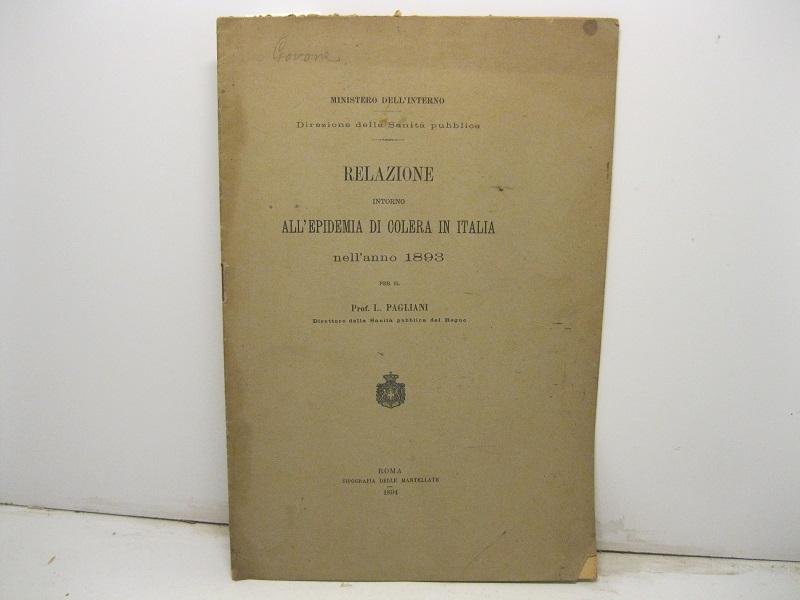 Govone
MINISTERO DELL'INTERNO
Direzione della Sanità pubblica
RELAZIONE
INTORNO
ALL'EPIDEMIA DI COLERA IN ITALIA
nell'anno 1893
PER IL
Prof. L. PAGLIANI
Direttore della Sanità pubblica del Regno
ROMA
TIPOGRAFIA DELLE MANTELLATE
1894